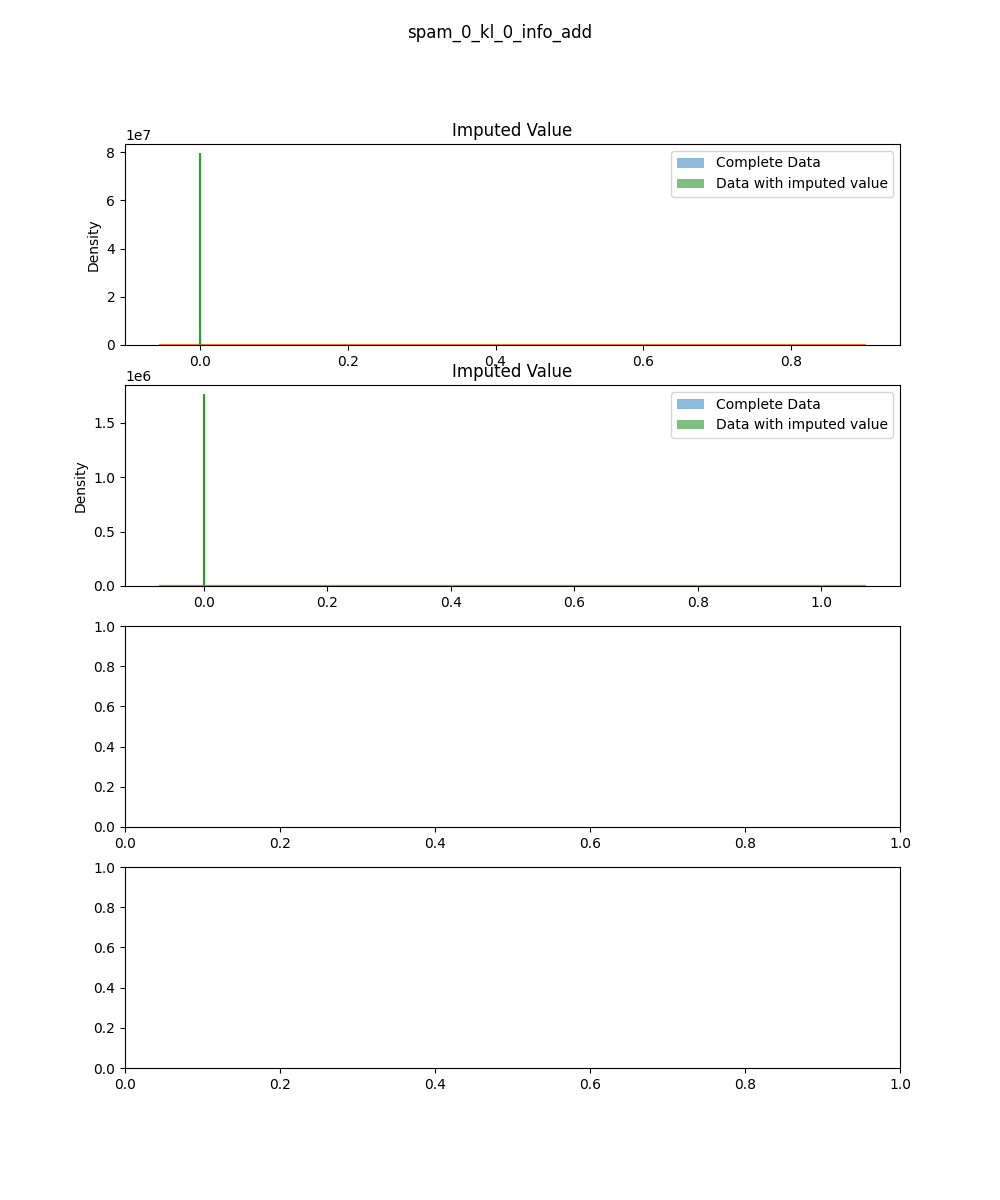 spam_0_kl_0_info_add
Imputed Value
1e7
Density
8
6
4
2
0
Complete Data
Data with imputed value
0.0 0.2 0.4 0.6 0.8
Imputed Value
1e6
Density
1.5
1.0
0.5
0.0
Complete Data
Data with imputed value
0.0 0.2 0.4 0.6 0.8 1.0
1.0
0.8
0.6
0.4
0.2
0.0
0.0 0.2 0.4 0.6 0.8 1.0
1.0
0.8
0.6
0.4
0.2
0.0
0.0 0.2 0.4 0.6 0.8 1.0